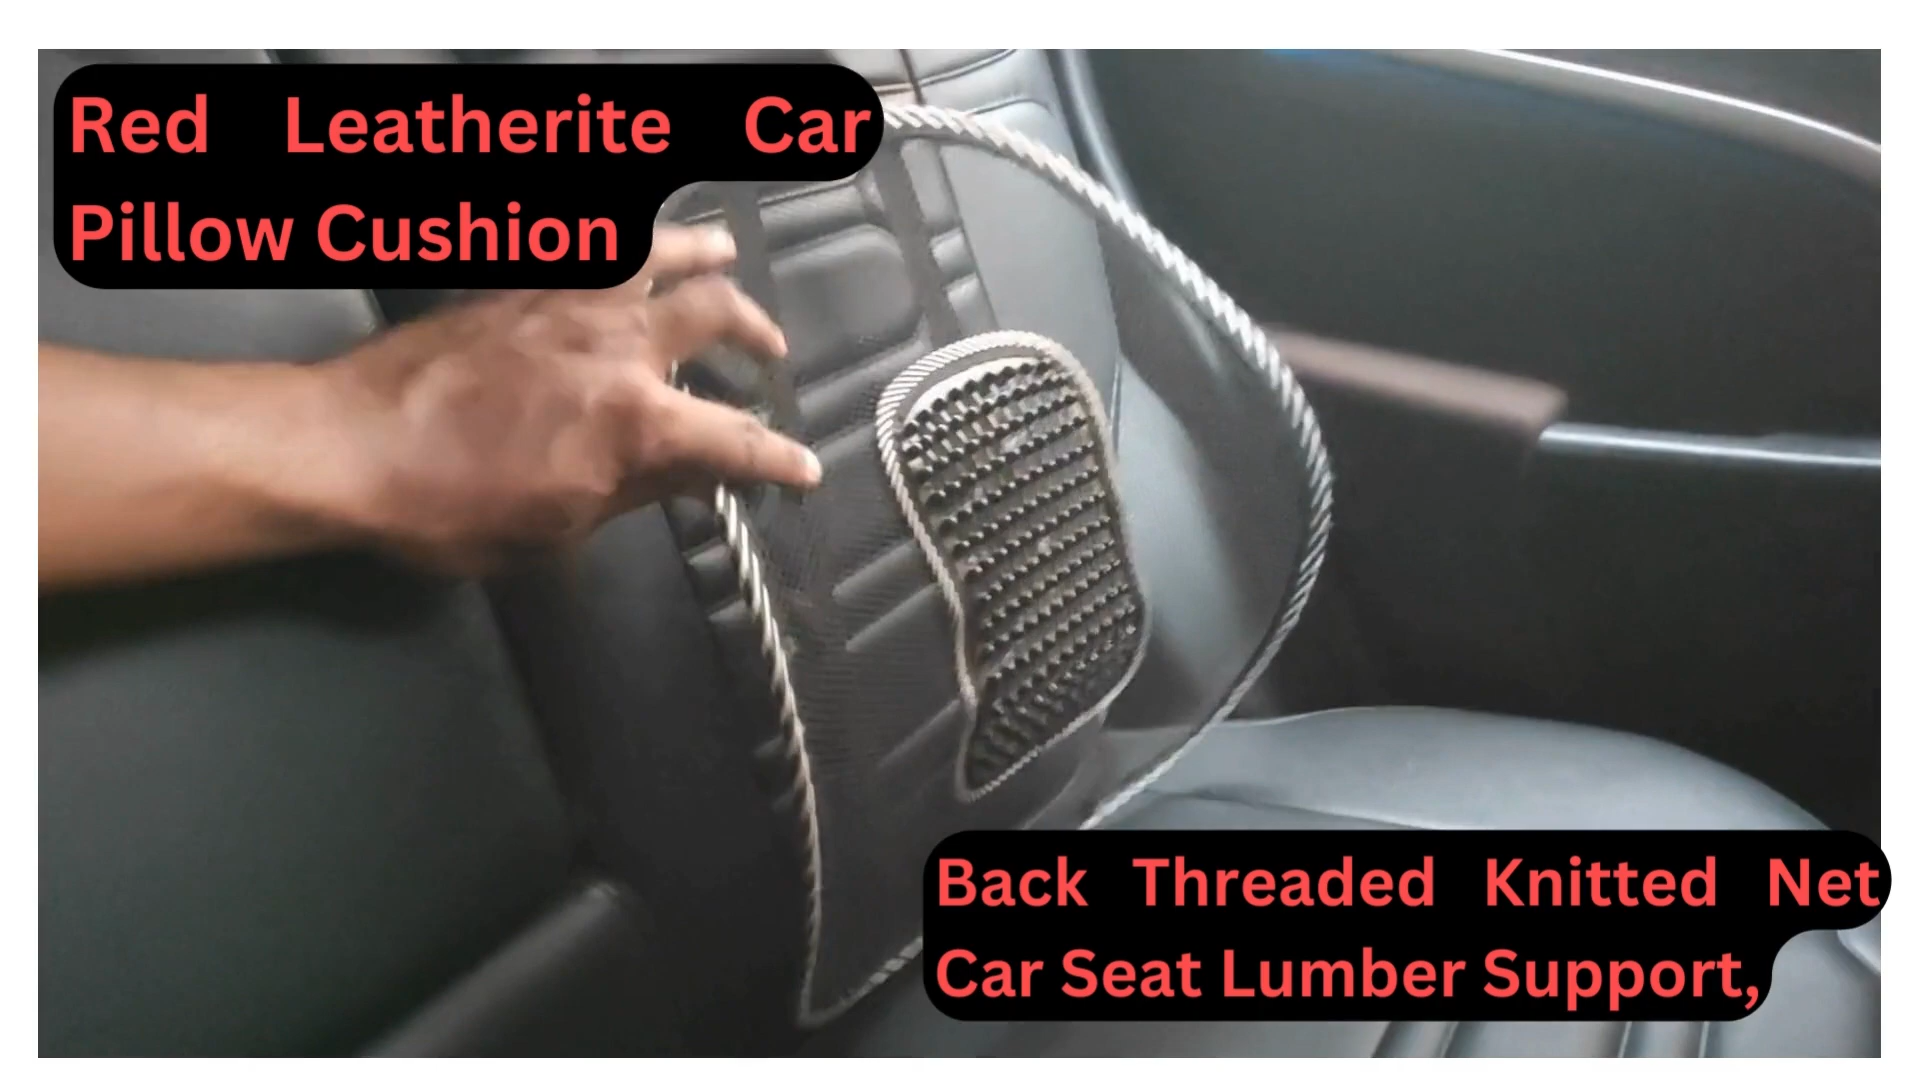 Red Leatherite Car
Pillow Cushion
Back Threaded Knitted Net
Car Seat Lumber Support,